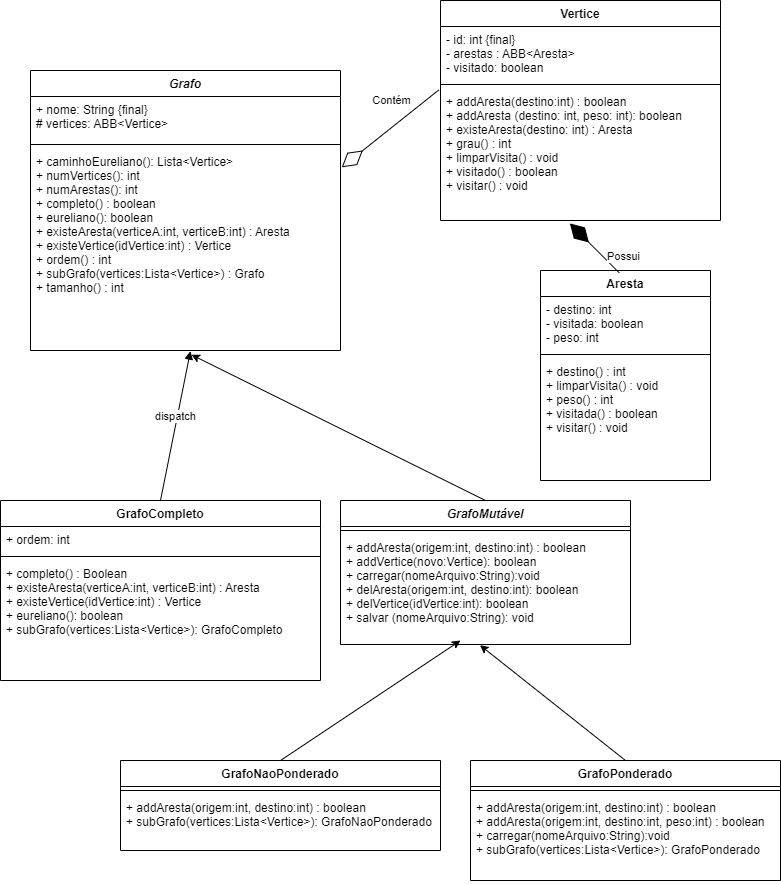 Vertice
- id: int {final}
- arestas : ABB<Aresta>
- visitado: boolean
+ addAresta(destino:int) : boolean
+ addAresta (destino: int, peso: int): boolean
+ existeAresta(destino: int) : Aresta
+ grau() : int
+ limparVisita() : void
+ visitado() : boolean
+ visitar() : void
Grafo
+ nome: String {final}
# vertices: ABB<Vertice>
+ caminhoEureliano(): Lista<Vertice>
+ numVertices(): int
+ numArestas(): int
+ completo() : boolean
+ eureliano(): boolean
+ existeAresta(verticeA:int, verticeB:int) : Aresta
+ existeVertice(idVertice:int) : Vertice
+ ordem() : int
+ subGrafo(vertices:Lista<Vertice>) : Grafo
+ tamanho() : int
Contém
Possui
Aresta
- destino: int
- visitada: boolean
- peso: int
+ destino() : int
+ limparVisita() : void
+ peso() : int
+ visitada() : boolean
+ visitar() : void
dispatch
GrafoCompleto
+ ordem: int
+ completo() : Boolean
+ existeAresta(verticeA:int, verticeB:int) : Aresta
+ existeVertice(idVertice:int) : Vertice
+ eureliano(): boolean
+ subGrafo(vertices:Lista<Vertice>): GrafoCompleto
GrafoMutável
+ addAresta(origem:int, destino:int) : boolean
+ addVertice(novo:Vertice): boolean
+ carregar(nomeArquivo:String):void
+ delAresta(origem:int, destino:int): boolean
+ delVertice(idVertice:int): boolean
+ salvar (nomeArquivo:String): void
GrafoNaoPonderado
+ addAresta(origem:int, destino:int) : boolean
+ subGrafo(vertices:Lista<Vertice>): GrafoNaoPonderado
GrafoPonderado
+ addAresta(origem:int, destino:int) : boolean
+ addAresta(origem:int, destino:int, peso:int) : boolean
+ carregar(nomeArquivo:String):void
+ subGrafo(vertices:Lista<Vertice>): GrafoPonderado